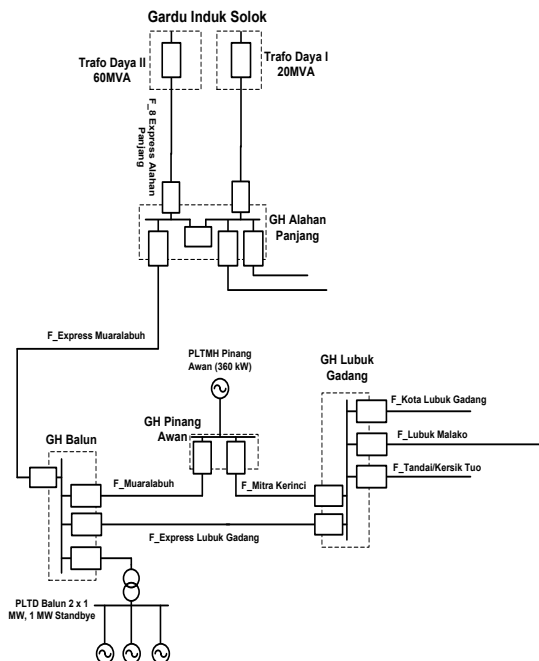 Gardu Induk Solok
Trafo Daya II
60MVA
Trafo Daya I
20MVA
F_8 Express Alahan
Panjang
GH Alahan
Panjang
F_Express Muaralabuh
PLTMH Pinang
Awan (360 kW)
GH Lubuk
Gadang
F_Kota Lubuk Gadang
GH Pinang
Awan
F_Lubuk Malako
GH Balun
F_Tandai/Kersik Tuo
F_Muaralabuh
F_Mitra Kerinci
F_Express Lubuk Gadang
PLTD Balun 2 x 1
MW, 1 MW Standbye